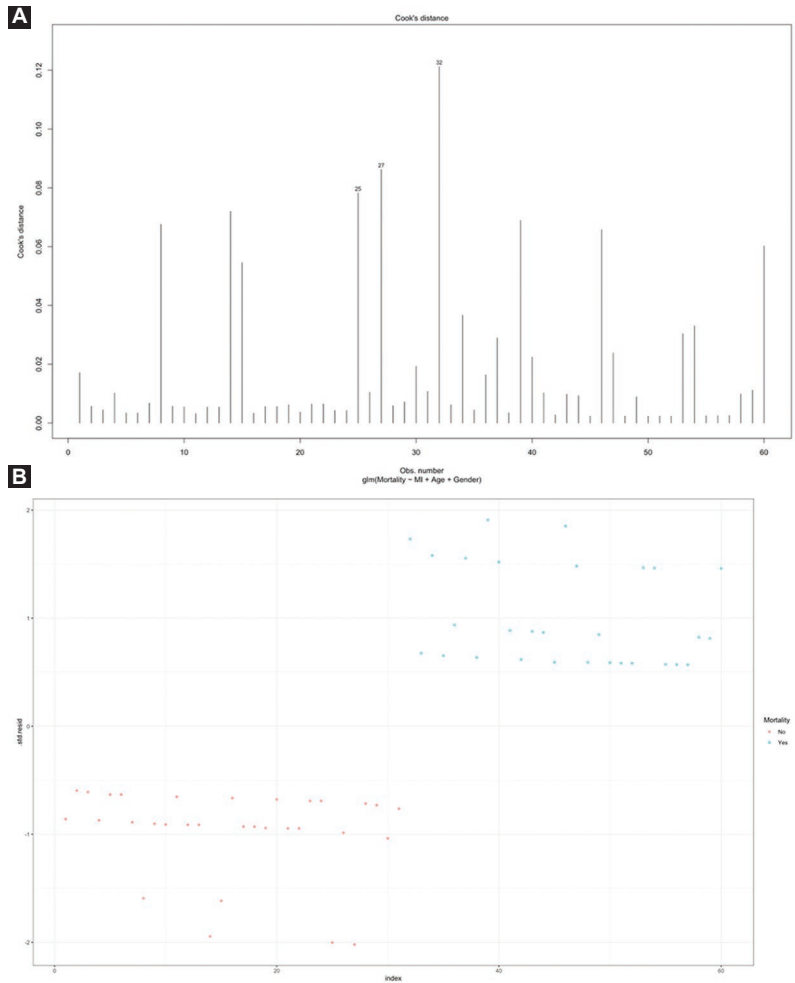 A
Cook's distance
Cook's distance
0.12
0.10
0.08
0.06
0.04
0.02
0.00
32
27
25
0 10 20 30 40 50 60
Obs. number
glm(Mortality ~ MI + Age + Gender)
B
.std.resid
2
1
0
-1
-2
0 20 40 60
index
Mortality
No
Yes